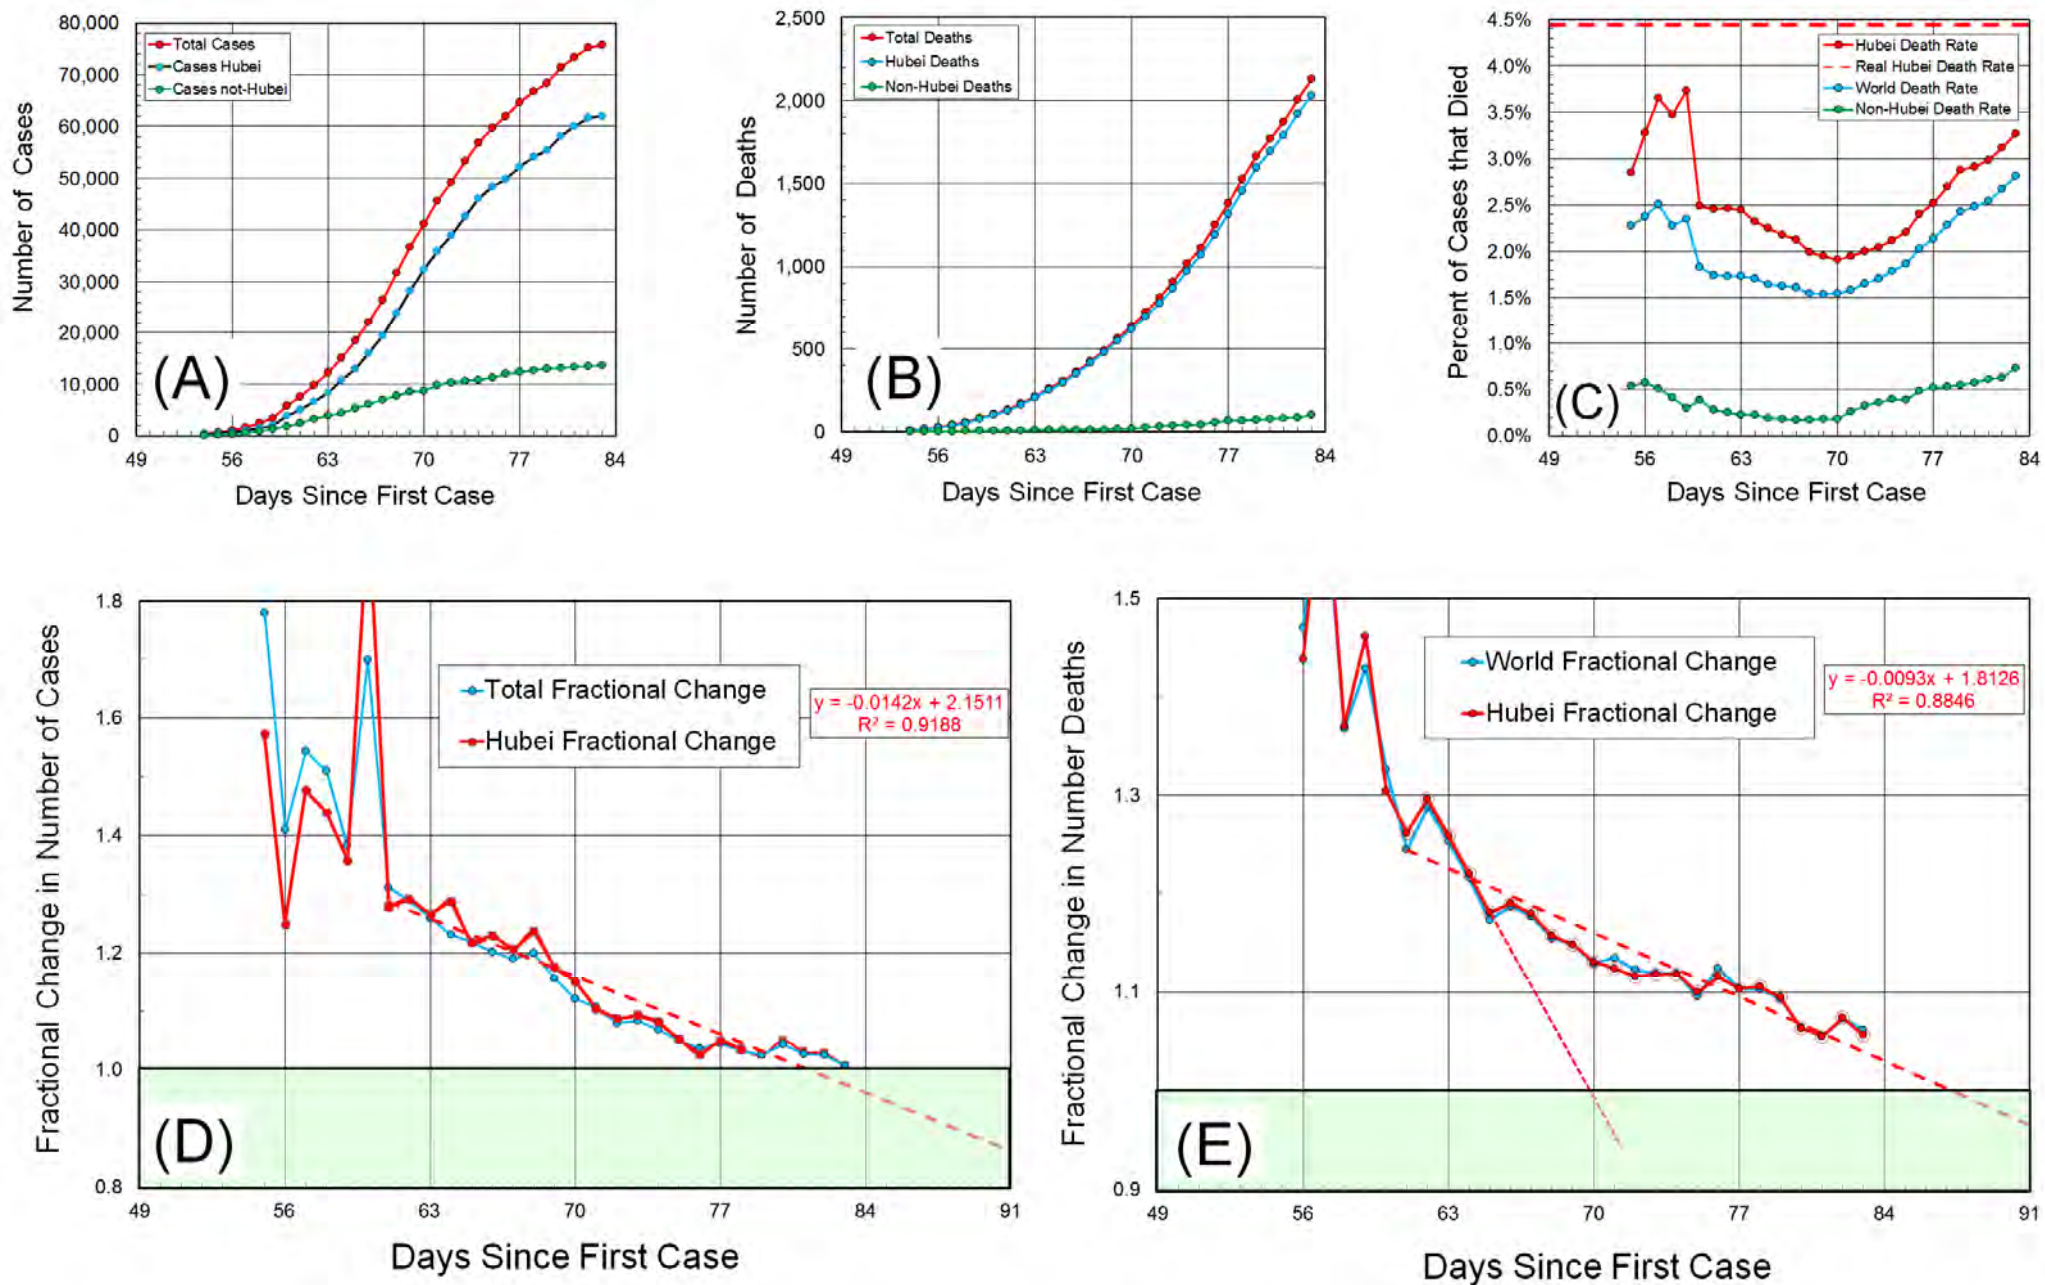 80,000
70,000
60,000
50,000
40,000
30,000
20,000
10,000
0
Number of Cases
Total Cases
Cases Hubei
Cases not-Hubei
(A)
49 56 63 70 77 84
Days Since First Case
2,500
2,000
1,500
1,000
500
0
Number of Deaths
Total Deaths
Hubei Deaths
Non-Hubei Deaths
(B)
49 56 63 70 77 84
Days Since First Case
4.5%
4.0%
3.5%
3.0%
2.5%
2.0%
1.5%
1.0%
0.5%
0.0%
Percent of Cases that Died
Hubei Death Rate
Real Hubei Death Rate
World Death Rate
Non-Hubei Death Rate
(C)
49 56 63 70 77 84
Days Since First Case
1.8
1.6
1.4
1.2
1.0
0.8
Fractional Change in Number of Cases
Total Fractional Change
Hubei Fractional Change
y = -0.0142x + 2.1511
R² = 0.9188
(D)
49 56 63 70 77 84 91
Days Since First Case
1.5
1.3
1.1
0.9
Fractional Change in Number Deaths
World Fractional Change
Hubei Fractional Change
y = -0.0093x + 1.8126
R² = 0.8846
(E)
49 56 63 70 77 84 91
Days Since First Case